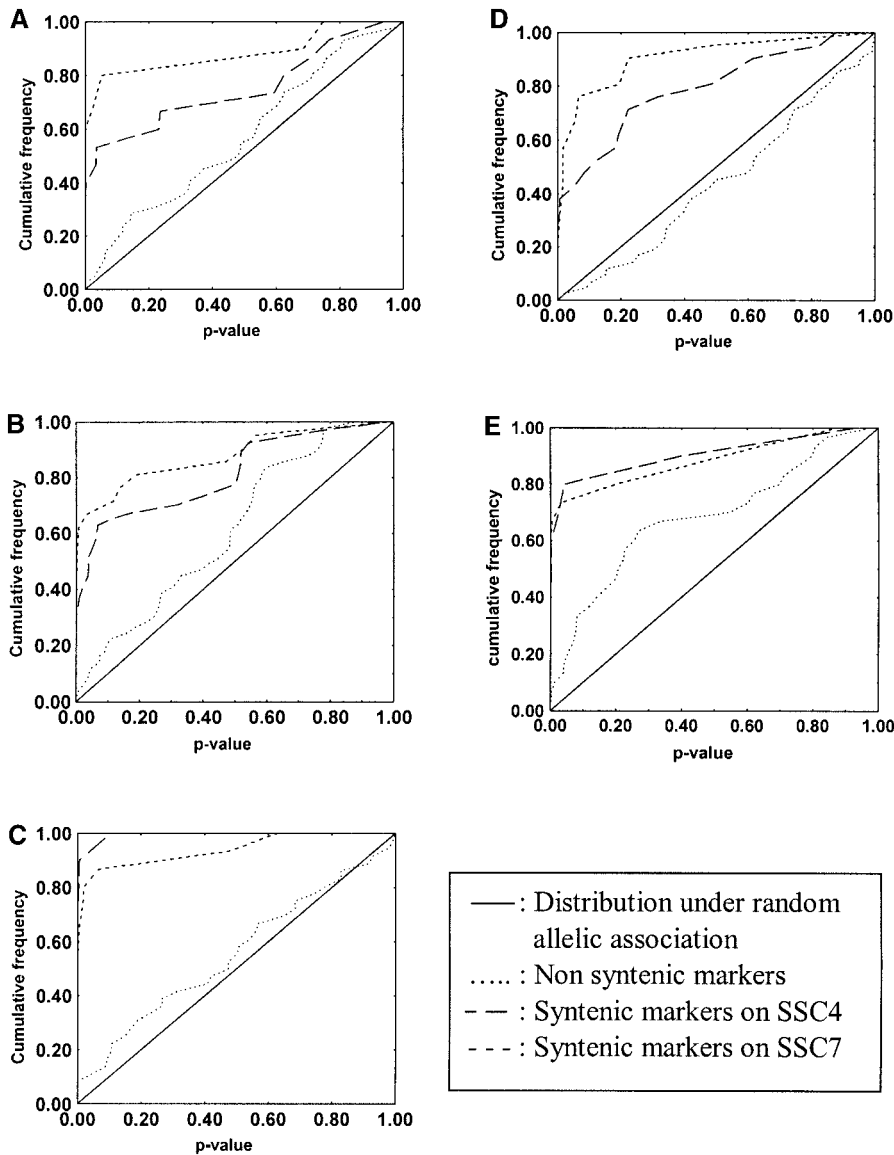 A
Cumulative frequency
1.00
0.80
0.60
0.40
0.20
0.00
0.00 0.20 0.40 0.60 0.80 1.00
p-value
D
Cumulative frequency
1.00
0.80
0.60
0.40
0.20
0.00
0.00 0.20 0.40 0.60 0.80 1.00
p-value
B
Cumulative frequency
1.00
0.80
0.60
0.40
0.20
0.00
0.00 0.20 0.40 0.60 0.80 1.00
p-value
E
cumulative frequency
1.00
0.80
0.60
0.40
0.20
0.00
0.00 0.20 0.40 0.60 0.80 1.00
p-value
C
Cumulative frequency
1.00
0.80
0.60
0.40
0.20
0.00
0.00 0.20 0.40 0.60 0.80 1.00
p-value
: Distribution under random
allelic association
: Non syntenic markers
: Syntenic markers on SSC4
: Syntenic markers on SSC7